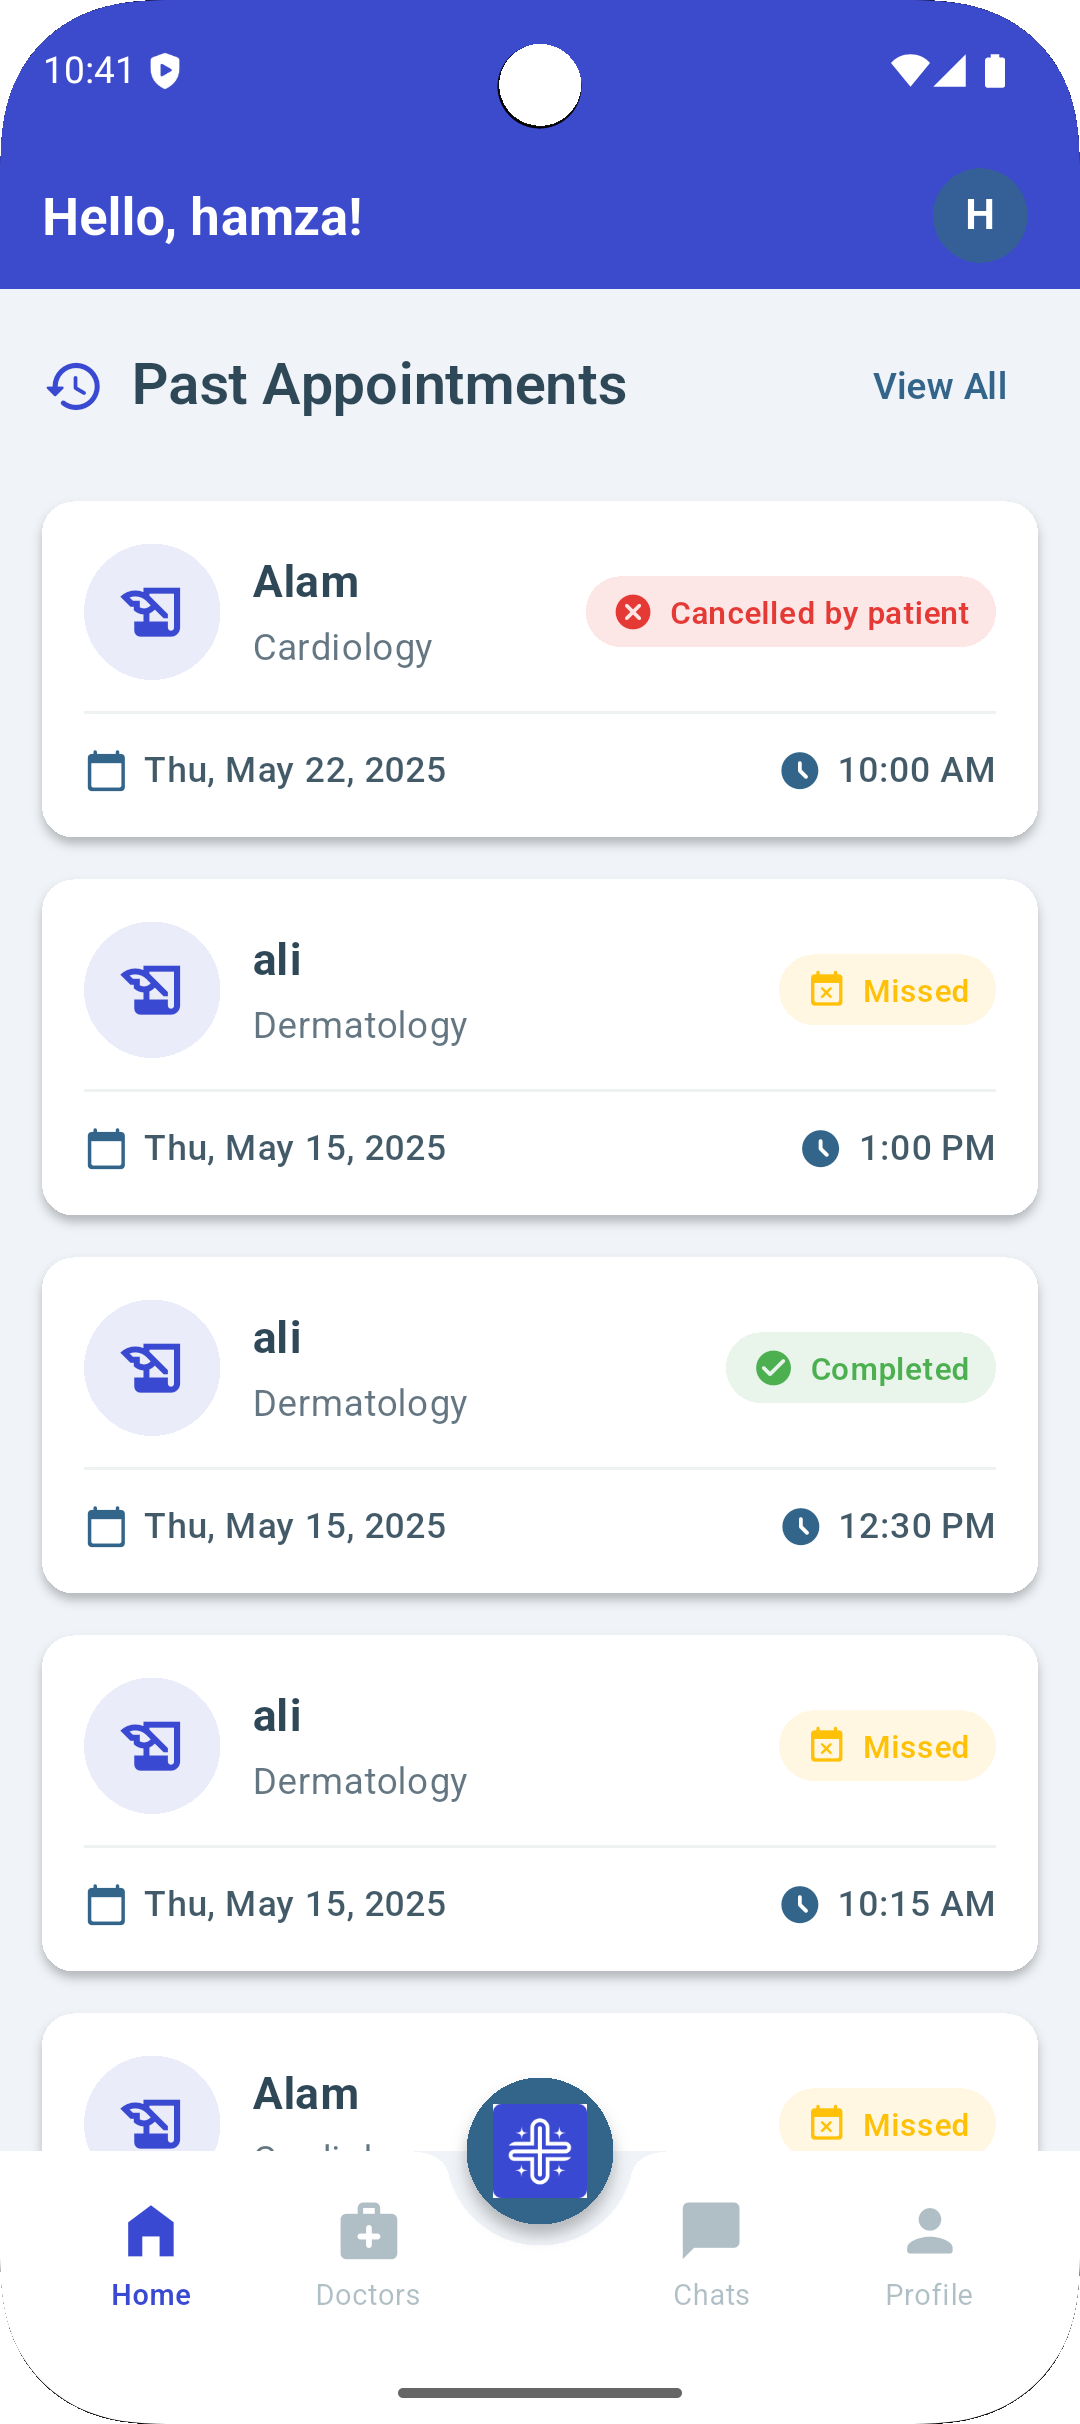 10:41
Hello, hamza!
H
Past Appointments
View All
Alam
Cancelled by patient
Cardiology
Thu, May 22, 2025
10:00 AM
ali
Missed
Dermatology
Thu, May 15, 2025
1:00 PM
ali
Completed
Dermatology
Thu, May 15, 2025
12:30 PM
ali
Missed
Dermatology
Thu, May 15, 2025
10:15 AM
Alam
Missed
Home
Doctors
Chats
Profile